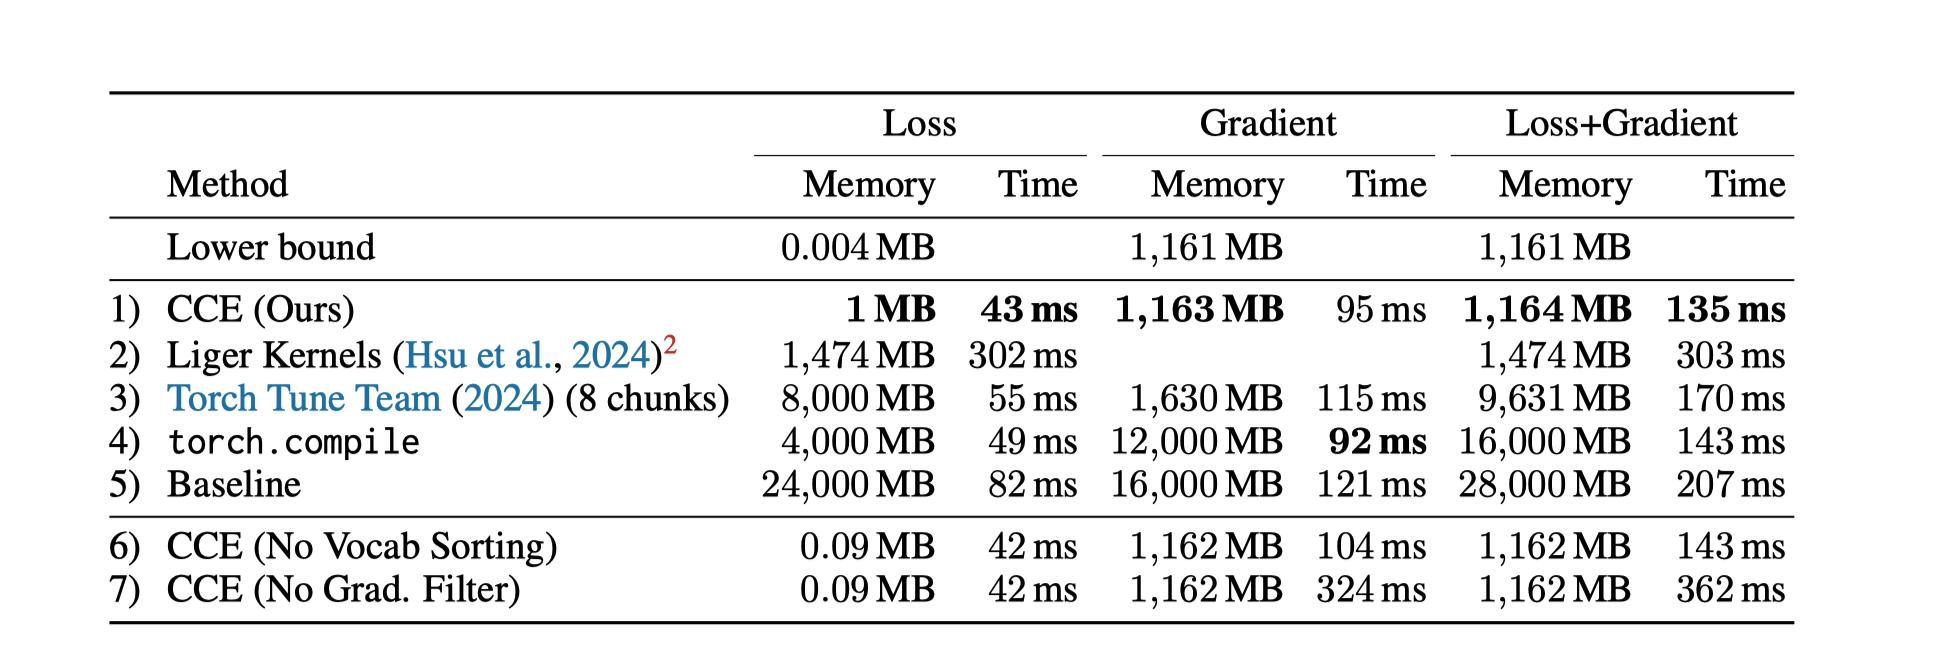 Loss Gradient Loss+Gradient
Method Memory Time Memory Time Memory Time
Lower bound 0.004 MB 1,161 MB 1,161 MB
1) CCE (Ours) 1 MB 43 ms 1,163 MB 95 ms 1,164 MB 135 ms
2) Liger Kernels (Hsu et al., 2024)2 1,474 MB 302 ms 1,474 MB 303 ms
3) Torch Tune Team (2024) (8 chunks) 8,000 MB 55 ms 1,630 MB 115 ms 9,631 MB 170 ms
4) torch.compile 4,000 MB 49 ms 12,000 MB 92 ms 16,000 MB 143 ms
5) Baseline 24,000 MB 82 ms 16,000 MB 121 ms 28,000 MB 207 ms
6) CCE (No Vocab Sorting) 0.09 MB 42 ms 1,162 MB 104 ms 1,162 MB 143 ms
7) CCE (No Grad. Filter) 0.09 MB 42 ms 1,162 MB 324 ms 1,162 MB 362 ms